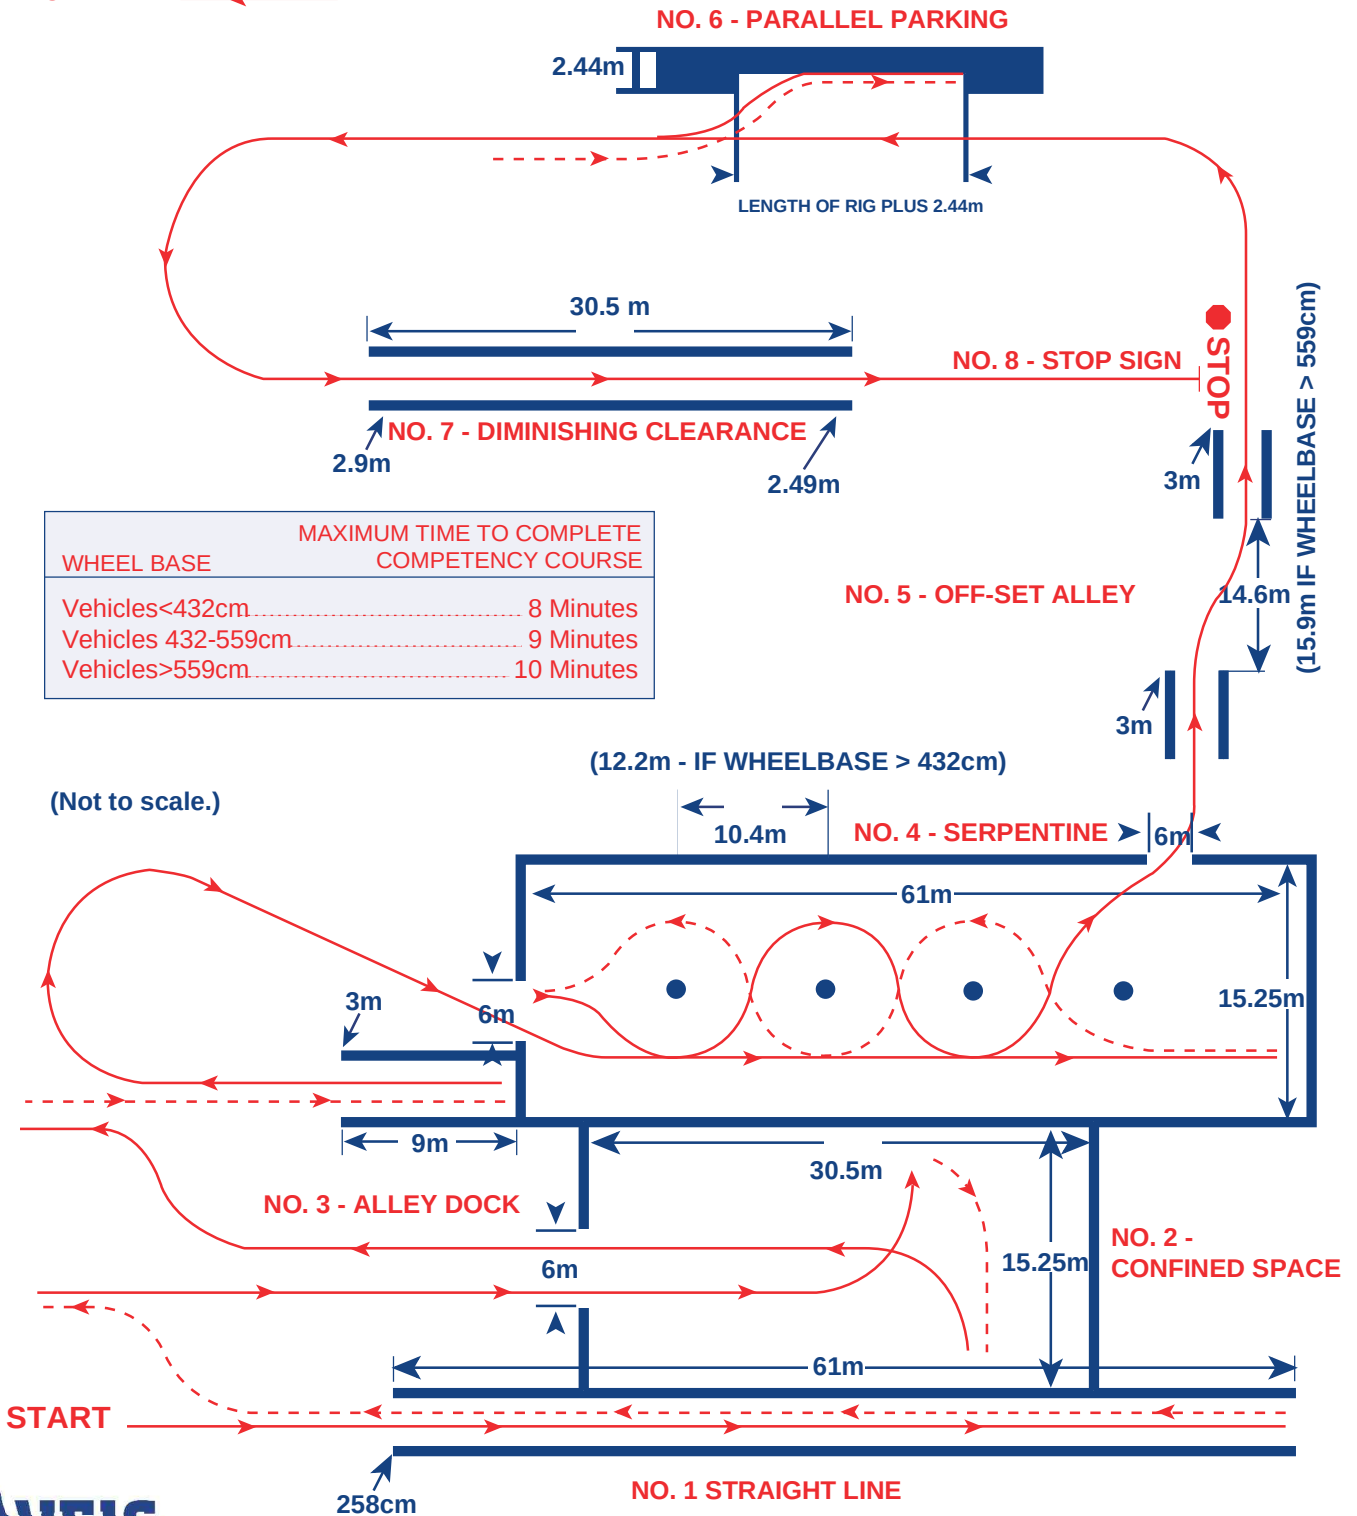 NO. 6 - PARALLEL PARKING
2.44m
LENGTH OF RIG PLUS 2.44m
30.5 m
NO. 8 - STOP SIGN
STOP
(15.9m IF WHEELBASE > 559cm)
NO. 7 - DIMINISHING CLEARANCE
2.9m
2.49m
3m
WHEEL BASE
MAXIMUM TIME TO COMPLETE
COMPETENCY COURSE
Vehicles<432cm 8 Minutes
Vehicles 432-559cm 9 Minutes
Vehicles>559cm 10 Minutes
NO. 5 - OFF-SET ALLEY
14.6m
3m
(12.2m - IF WHEELBASE > 432cm)
(Not to scale.)
10.4m
NO. 4 - SERPENTINE
6m
61m
3m
6m
15.25m
9m
30.5m
NO. 3 - ALLEY DOCK
6m
15.25m
NO. 2 -
CONFINED SPACE
61m
START
258cm
NO. 1 STRAIGHT LINE